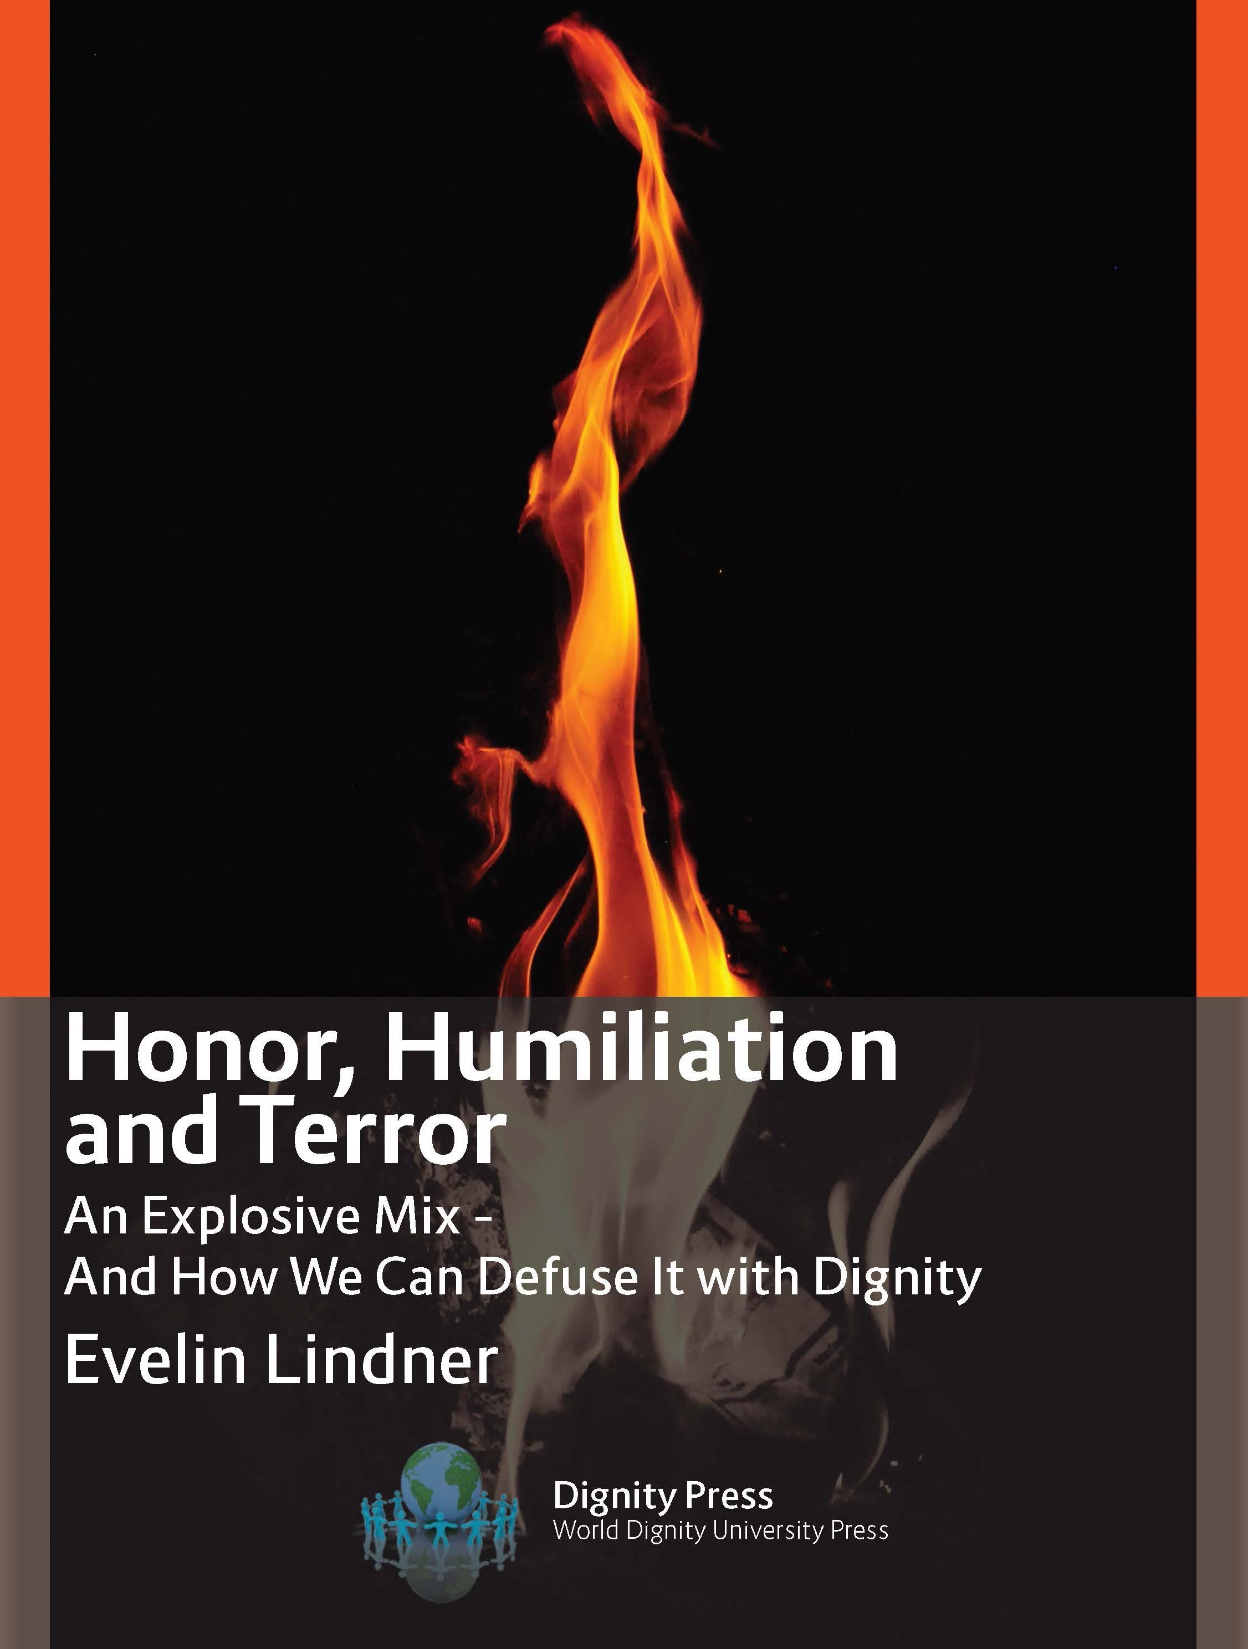 Honor, Humiliation
and Terror
An Explosive Mix -
And How We Can Defuse It with Dignity
Evelin Lindner
Dignity Press
World Dignity University Press